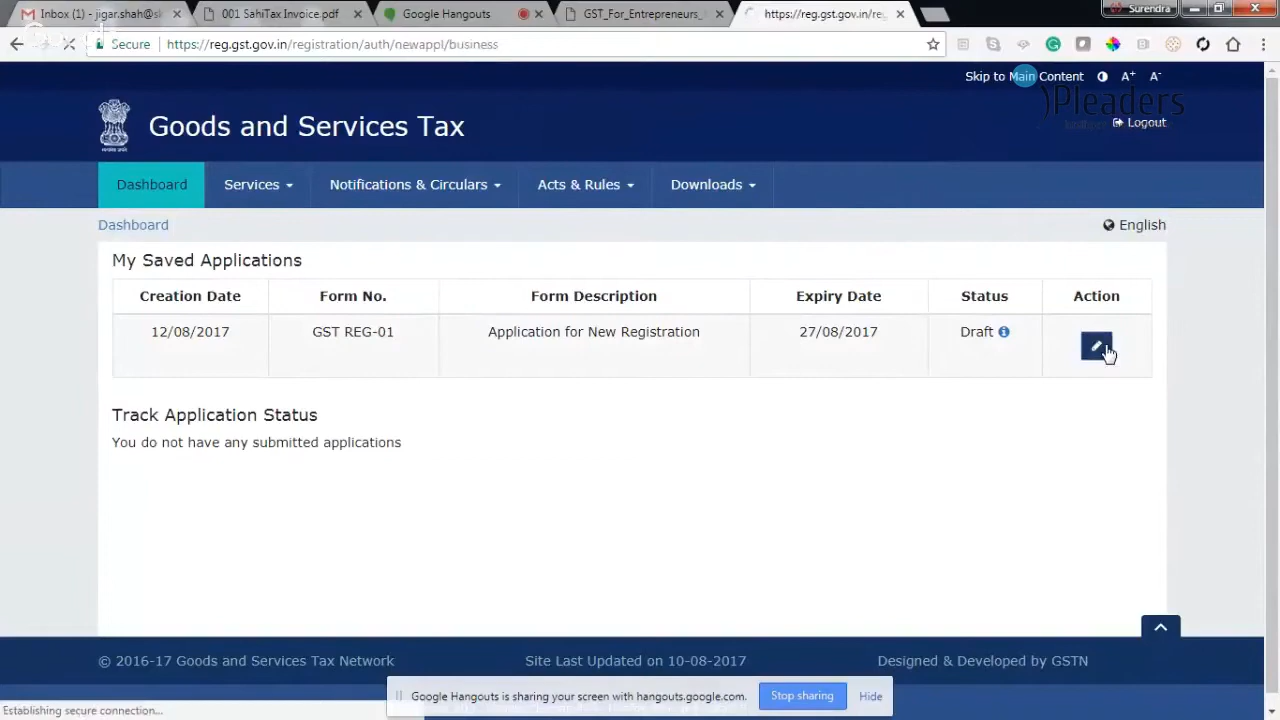 Inbox (1) - jigar.shah@s
001 SahiTax Invoice.pdf
Google Hangouts
GST_For_Entrepreneurs_
https://reg.gst.gov.in/re
Surendra
Secure
https://reg.gst.gov.in/registration/auth/newappl/business
Skip to Main Content
A+
A-
iPleaders
Goods and Services Tax
Logout
Dashboard
Services
Notifications & Circulars
Acts & Rules
Downloads
Dashboard
English
My Saved Applications
Creation Date
Form No.
Form Description
Expiry Date
Status
Action
12/08/2017
GST REG-01
Application for New Registration
27/08/2017
Draft
Track Application Status
You do not have any submitted applications
© 2016-17 Goods and Services Tax Network
Site Last Updated on 10-08-2017
Designed & Developed by GSTN
Google Hangouts is sharing your screen with hangouts.google.com.
Stop sharing
Hide
Establishing secure connection...